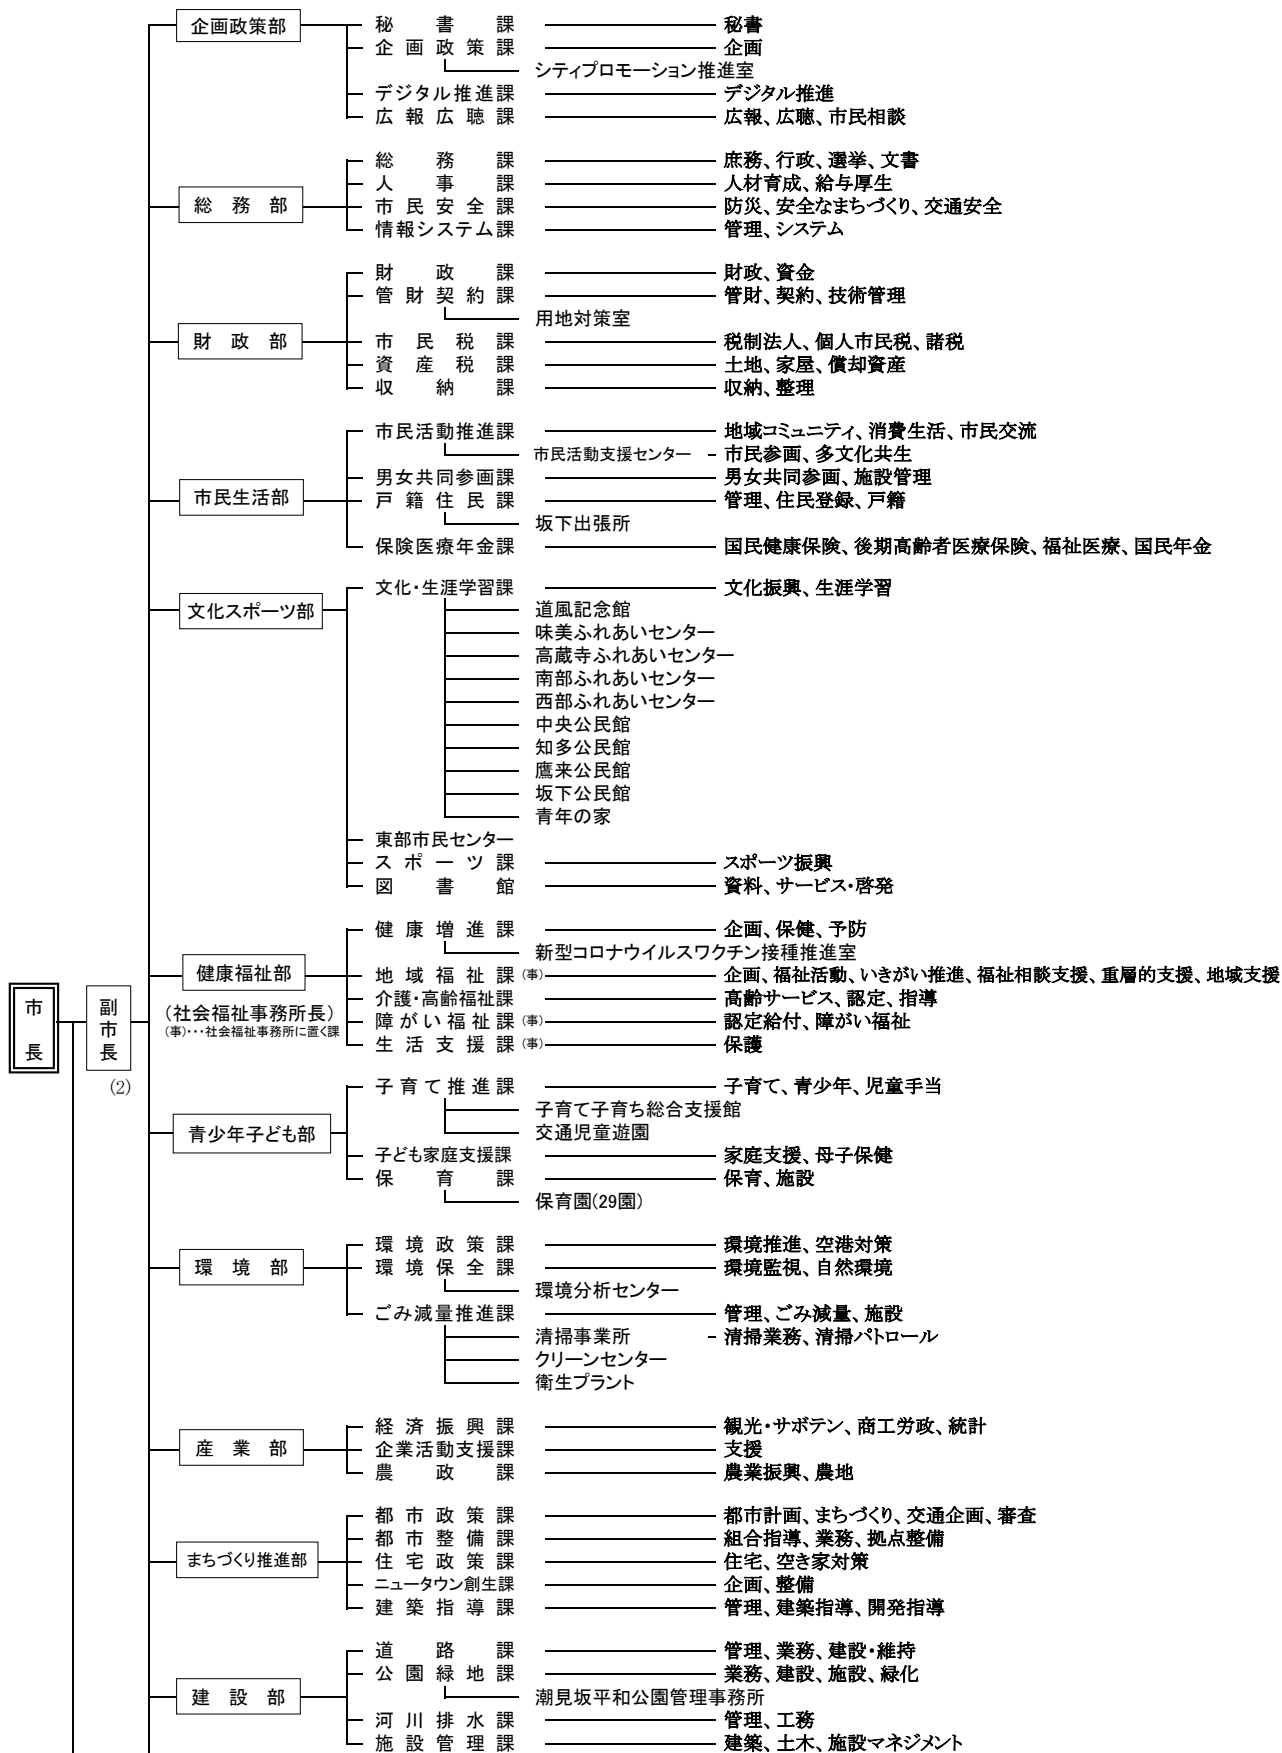 企画政策部
秘書課 秘書
企画政策課 企画
シティプロモーション推進室
デジタル推進課 デジタル推進
広報広聴課 広報、広聴、市民相談
総務課 庶務、行政、選挙、文書
人事課 人材育成、給与厚生
総務部
市民安全課 防災、安全なまちづくり、交通安全
情報システム課 管理、システム
財政課 財政、資金
管財契約課 管財、契約、技術管理
用地対策室
財政部
市民税課 税制法人、個人市民税、諸税
資産税課 土地、家屋、償却資産
収納課 収納、整理
市民活動推進課 地域コミュニティ、消費生活、市民交流
市民活動支援センター 市民参画、多文化共生
男女共同参画課 男女共同参画、施設管理
市民生活部
戸籍住民課 管理、住民登録、戸籍
坂下出張所
保険医療年金課 国民健康保険、後期高齢者医療保険、福祉医療、国民年金
文化・生涯学習課 文化振興、生涯学習
文化スポーツ部
道風記念館
味美ふれあいセンター
高蔵寺ふれあいセンター
南部ふれあいセンター
西部ふれあいセンター
中央公民館
知多公民館
鷹来公民館
坂下公民館
青年の家
東部市民センター
スポーツ課 スポーツ振興
図書館 資料、サービス・啓発
健康増進課 企画、保健、予防
新型コロナウイルスワクチン接種推進室
健康福祉部
地域福祉課(事) 企画、福祉活動、いきがい推進、福祉相談支援、重層的支援、地域支援
介護・高齢福祉課 高齢サービス、認定、指導
(社会福祉事務所長)
障がい福祉課(事) 認定給付、障がい福祉
(事)・・・社会福祉事務所に置く課
生活支援課(事) 保護
市長
副市長
(2)
子育て推進課 子育て、青少年、児童手当
子育て子育ち総合支援館
交通児童遊園
青少年子ども部
子ども家庭支援課 家庭支援、母子保健
保育課 保育、施設
保育園(29園)
環境政策課 環境推進、空港対策
環境部
環境保全課 環境監視、自然環境
環境分析センター
ごみ減量推進課 管理、ごみ減量、施設
清掃事業所 清掃業務、清掃パトロール
クリーンセンター
衛生プラント
経済振興課 観光・サボテン、商工労政、統計
産業部
企業活動支援課 支援
農政課 農業振興、農地
都市政策課 都市計画、まちづくり、交通企画、審査
都市整備課 組合指導、業務、拠点整備
まちづくり推進部
住宅政策課 住宅、空き家対策
ニュータウン創生課 企画、整備
建築指導課 管理、建築指導、開発指導
道路課 管理、業務、建設・維持
公園緑地課 業務、建設、施設、緑化
建設部
潮見坂平和公園管理事務所
河川排水課 管理、工務
施設管理課 建築、土木、施設マネジメント